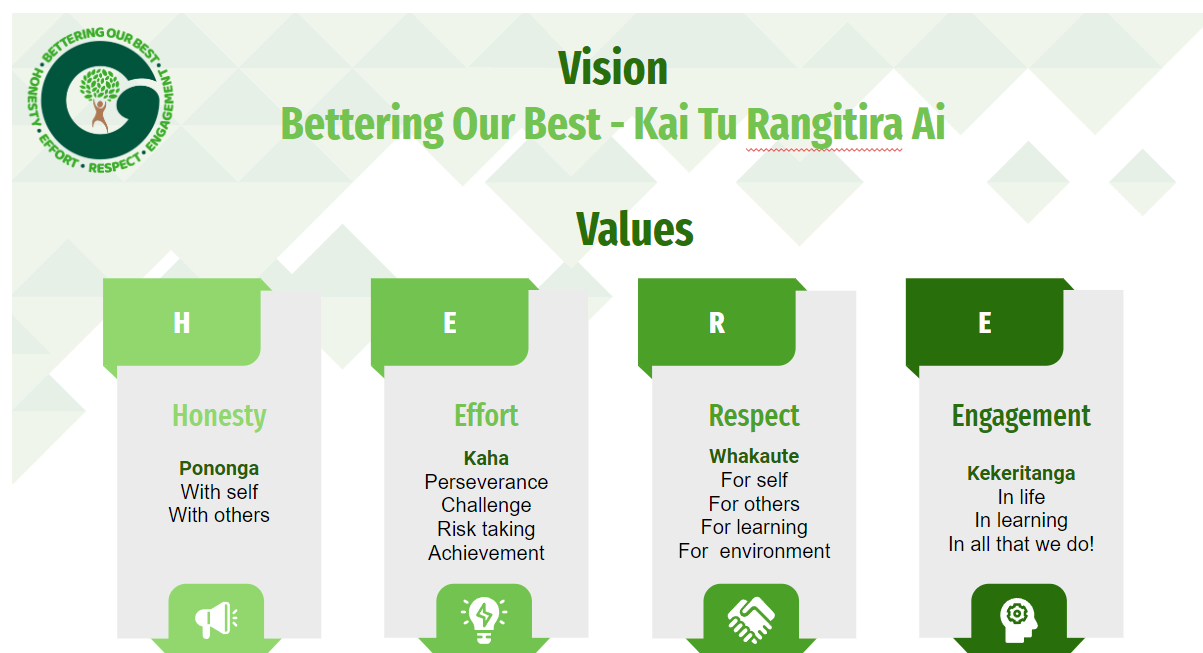 BETTERING OUR BEST • ENGAGEMENT • RESPECT • EFFORT • HONESTY •
Vision
Bettering Our Best - Kai Tu Rangitira Ai
Values
H
Honesty
Pononga
With self
With others
E
Effort
Kaha
Perseverance
Challenge
Risk taking
Achievement
R
Respect
Whakaute
For self
For others
For learning
For  environment
E
Engagement
Kekeritanga
In life
In learning
In all that we do!